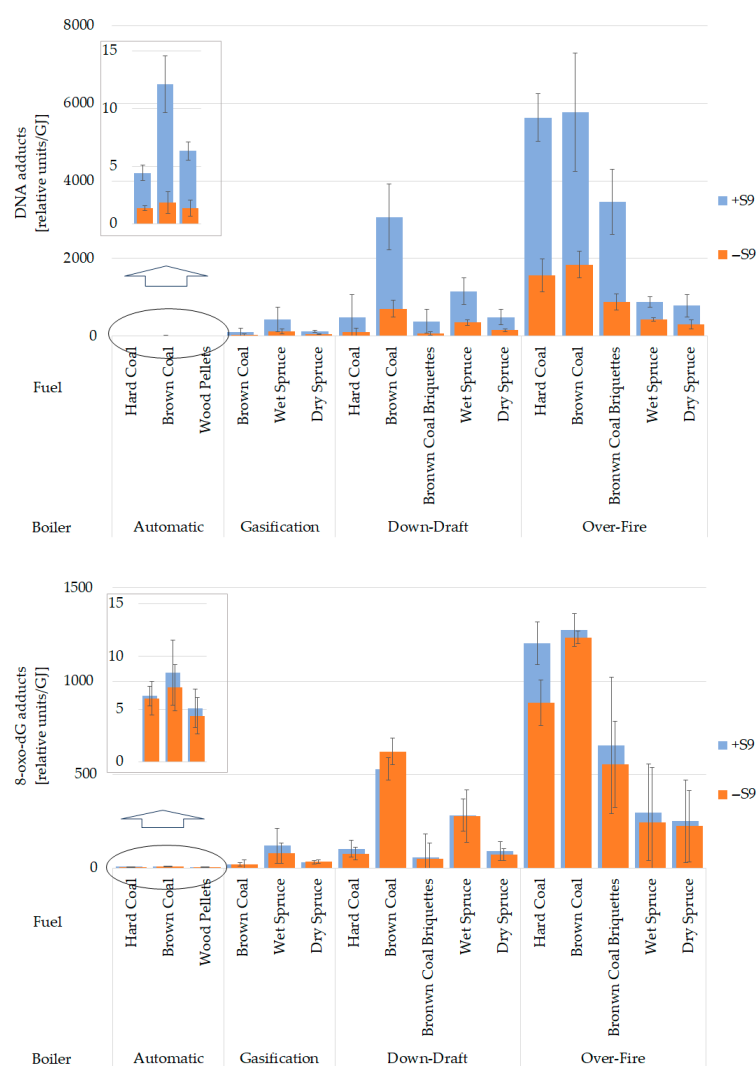 8000
15
10
5
0
6000
4000
2000
0
DNA adducts
[relative units/GJ]
+S9
−S9
Fuel
Hard Coal
Brown Coal
Wood Pellets
Brown Coal
Wet Spruce
Dry Spruce
Hard Coal
Brown Coal
Bronwn Coal Briquettes
Wet Spruce
Dry Spruce
Hard Coal
Brown Coal
Bronwn Coal Briquettes
Wet Spruce
Dry Spruce
Boiler
Automatic
Gasification
Down-Draft
Over-Fire
1500
15
10
5
0
1000
500
0
8-oxo-dG adducts
[relative units/GJ]
+S9
−S9
Fuel
Hard Coal
Brown Coal
Wood Pellets
Brown Coal
Wet Spruce
Dry Spruce
Hard Coal
Brown Coal
Bronwn Coal Briquettes
Wet Spruce
Dry Spruce
Hard Coal
Brown Coal
Bronwn Coal Briquettes
Wet Spruce
Dry Spruce
Boiler
Automatic
Gasification
Down-Draft
Over-Fire